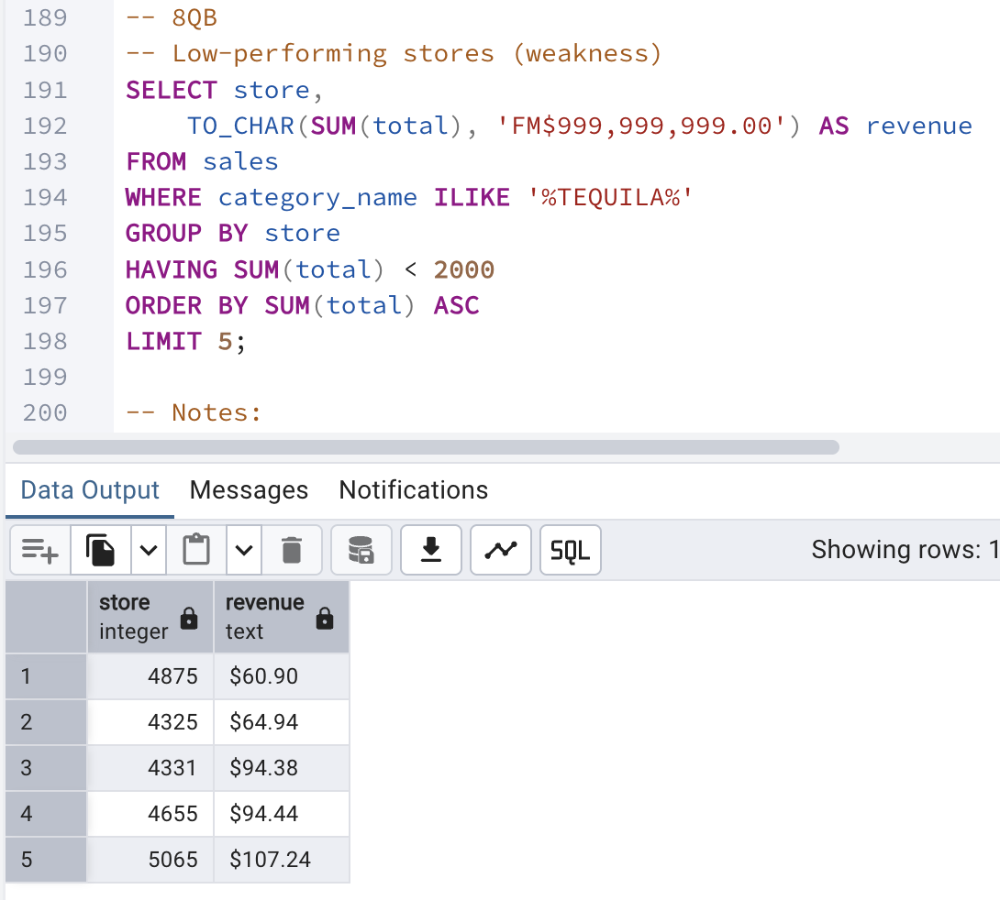 189 -- 8QB
190 -- Low-performing stores (weakness)
191 SELECT store,
192 TO_CHAR(SUM(total), 'FM$999,999,999.00') AS revenue
193 FROM sales
194 WHERE category_name ILIKE '%TEQUILA%'
195 GROUP BY store
196 HAVING SUM(total) < 2000
197 ORDER BY SUM(total) ASC
198 LIMIT 5;
199
200 -- Notes:
Data Output Messages Notifications
SQL Showing rows: 1
store revenue
integer text
1 4875 $60.90
2 4325 $64.94
3 4331 $94.38
4 4655 $94.44
5 5065 $107.24